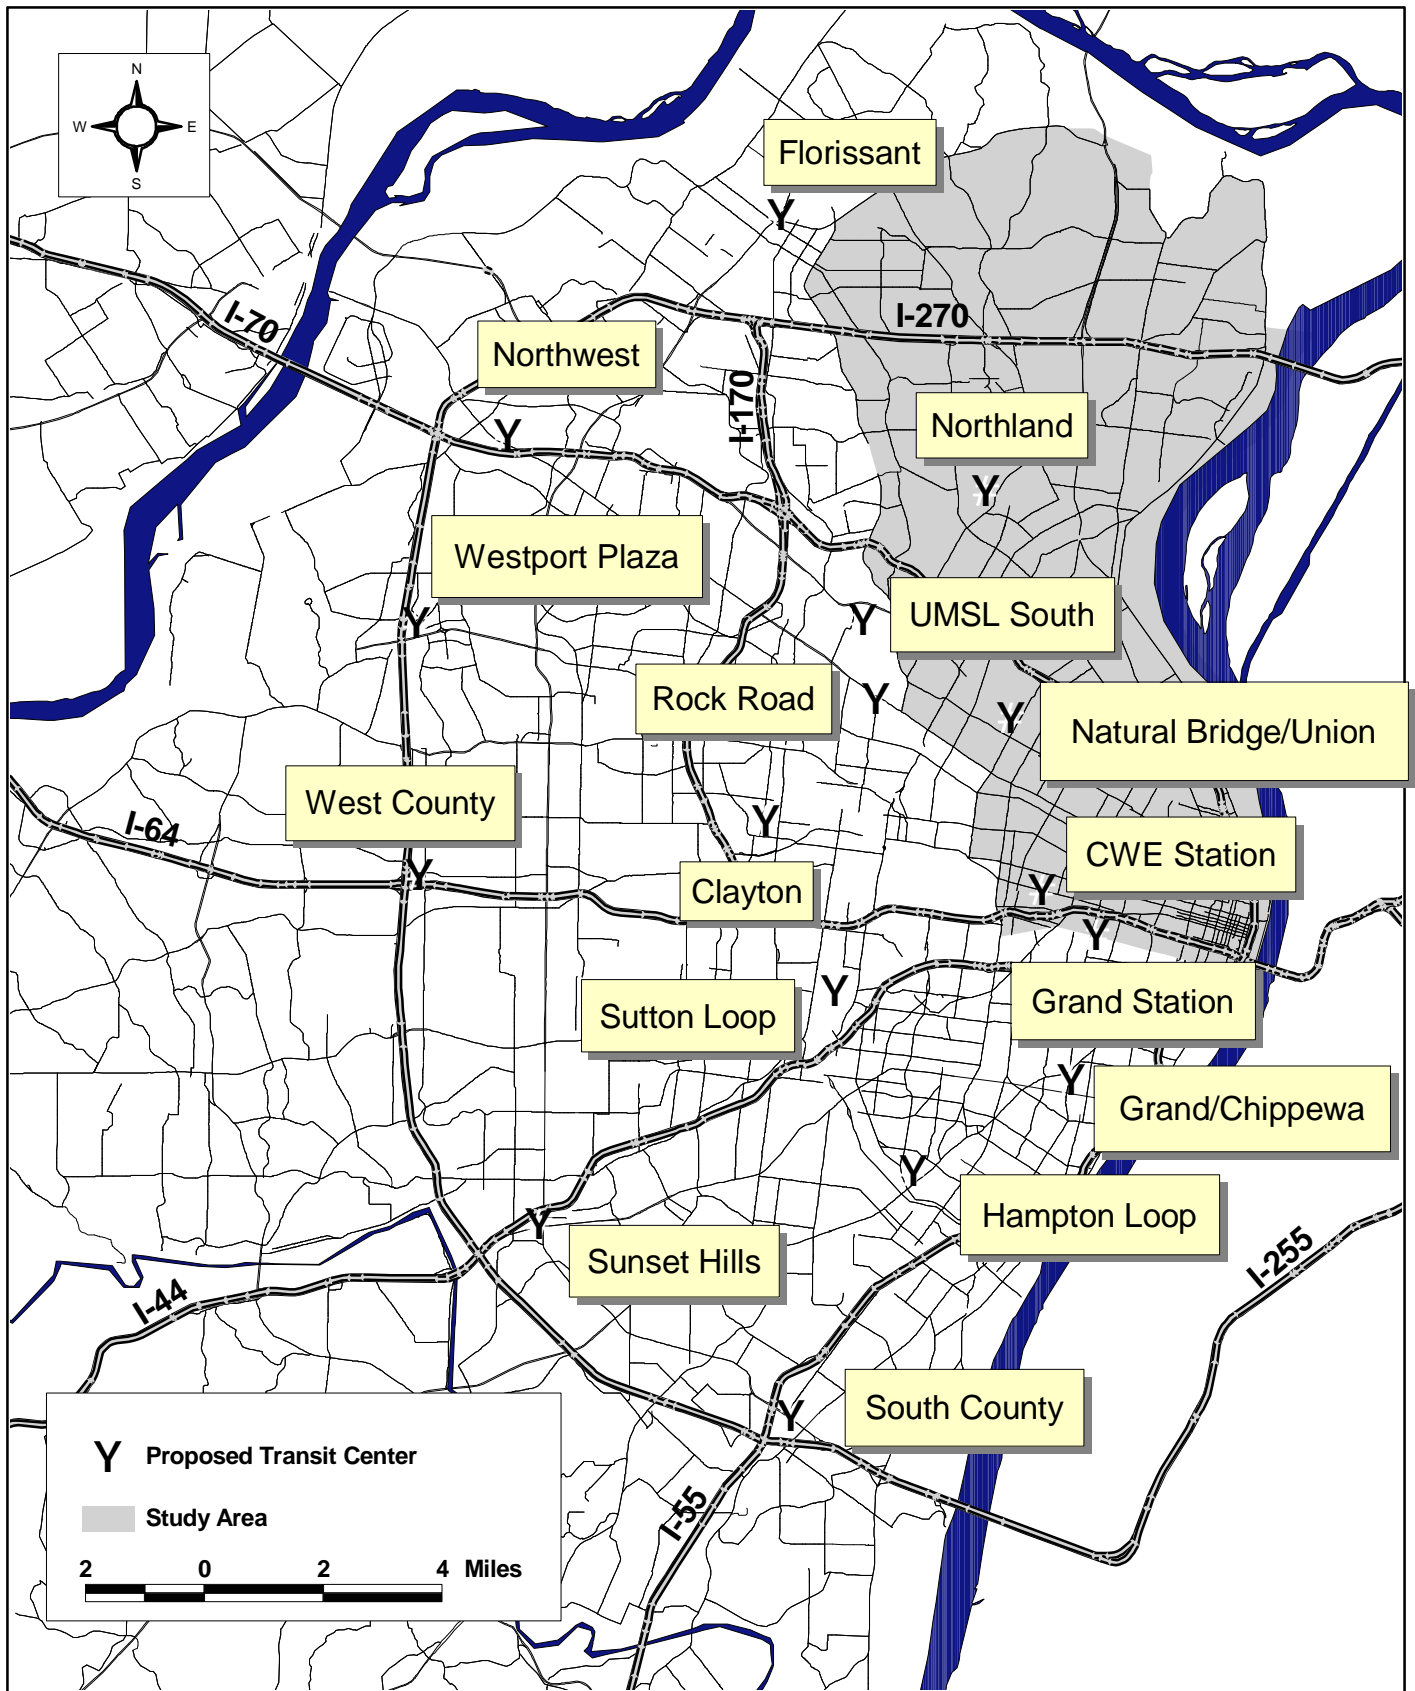 N
W E
S
Florissant
I-70
I-270
Northwest
I-170
Northland
Westport Plaza
UMSL South
Rock Road
Natural Bridge/Union
West County
I-64
CWE Station
Clayton
Grand Station
Sutton Loop
Grand/Chippewa
Hampton Loop
Sunset Hills
I-255
I-44
South County
Y Proposed Transit Center
Study Area
I-55
2 0 2 4 Miles